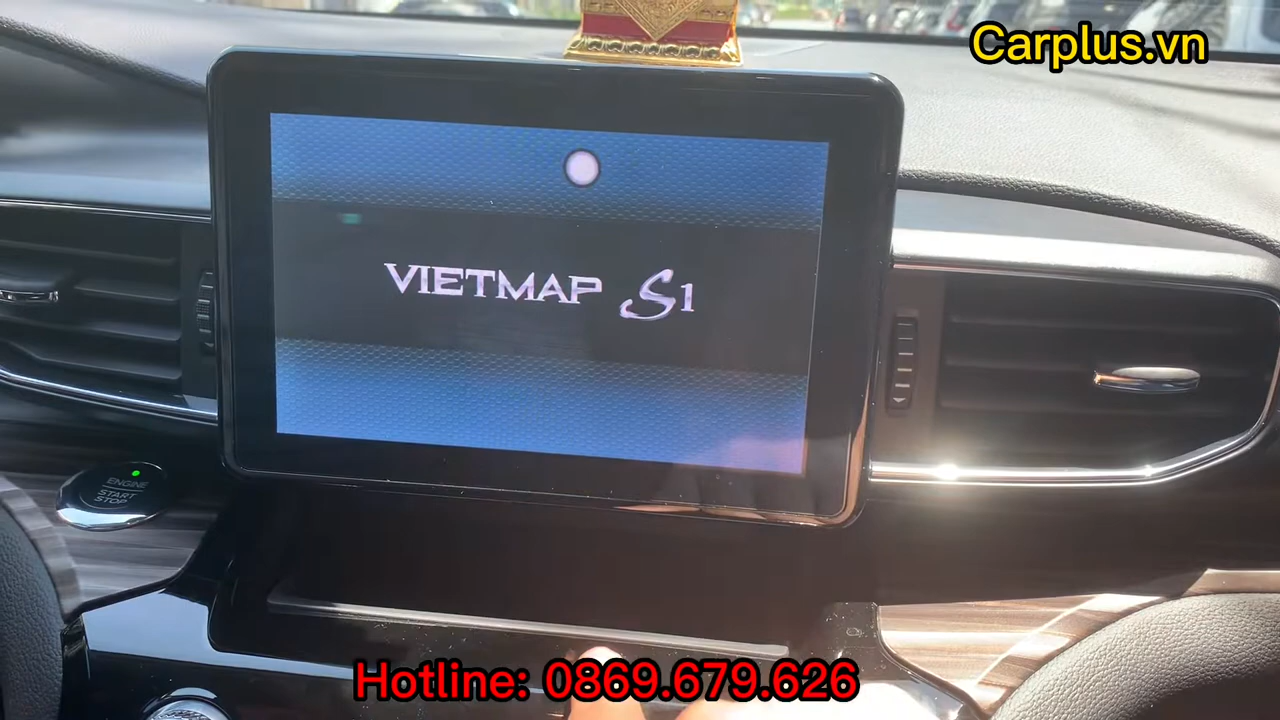 Carplus.vn
VIETMAP S1
ENGINE
START
STOP
Hotline: 0869.679.626